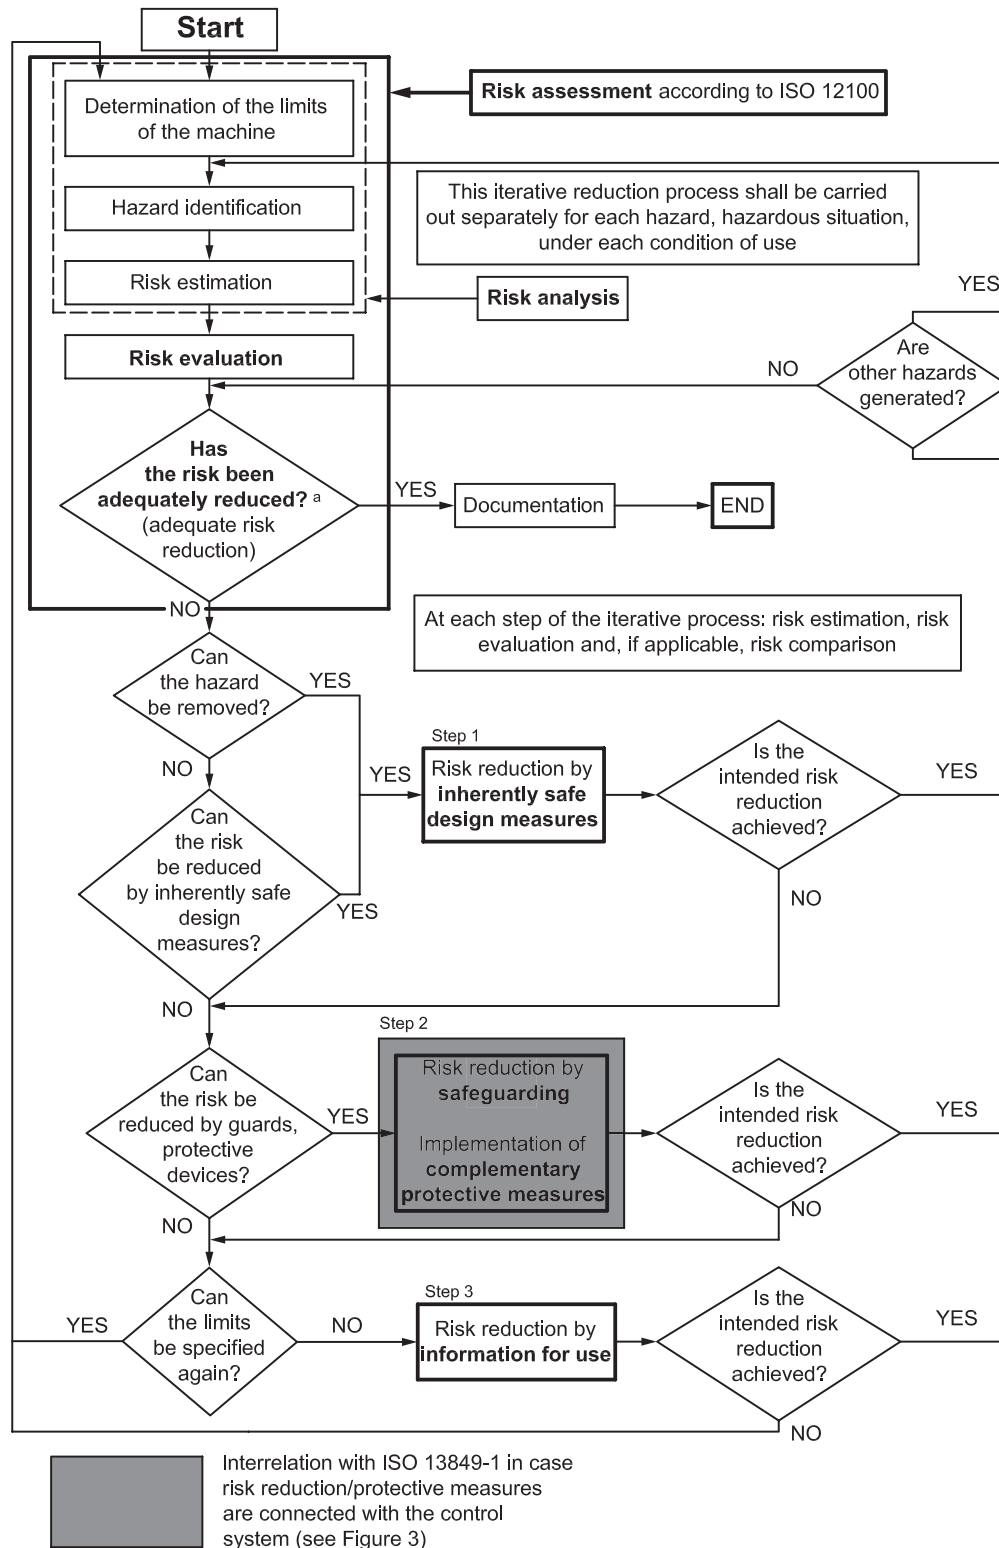 Start
Risk assessment according to ISO 12100
Determination of the limits
of the machine
This iterative reduction process shall be carried
out separately for each hazard, hazardous situation,
under each condition of use
Hazard identification
Risk estimation
YES
Risk analysis
Risk evaluation
Are
other hazards
generated?
NO
Has
the risk been
adequately reduced? a
(adequate risk
reduction)
YES
Documentation
END
NO
At each step of the iterative process: risk estimation, risk
evaluation and, if applicable, risk comparison
Can
the hazard
be removed?
YES
NO
Step 1
YES
Risk reduction by
inherently safe
design measures
Is the
intended risk
reduction
achieved?
YES
Can
the risk
be reduced
by inherently safe
design
measures?
YES
NO
NO
Step 2
Can
the risk be
reduced by guards,
protective
devices?
YES
Risk reduction by
safeguarding
Implementation of
complementary
protective measures
Is the
intended risk
reduction
achieved?
YES
NO
NO
Can
the limits
be specified
again?
YES
NO
Step 3
Risk reduction by
information for use
Is the
intended risk
reduction
achieved?
YES
NO
Interrelation with ISO 13849-1 in case
risk reduction/protective measures
are connected with the control
system (see Figure 3)